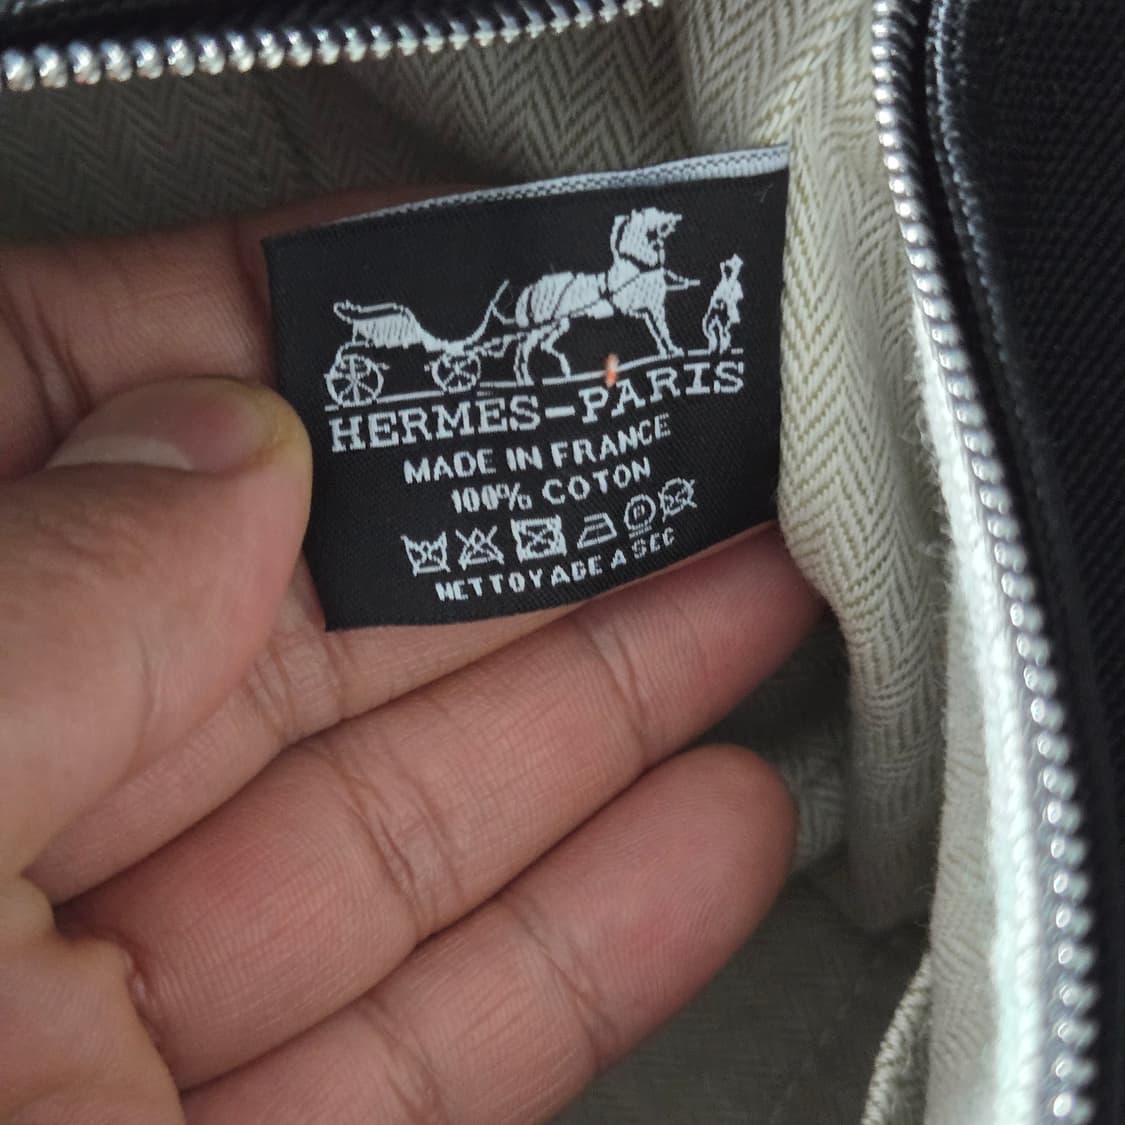 HERMES-PARIS
MADE IN FRANCE
100% COTON
NETTOYAGE A SEC